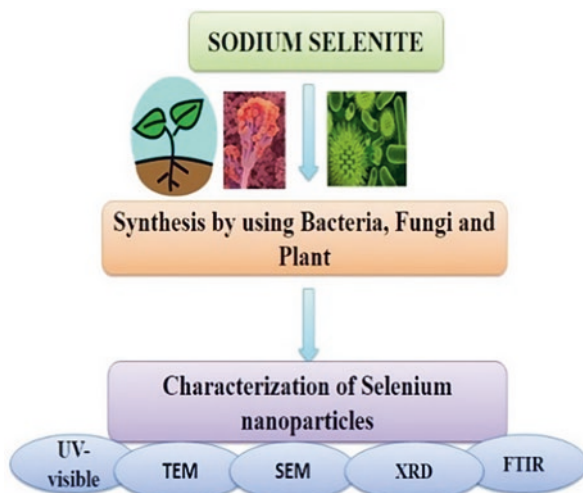 SODIUM SELENITE
Synthesis by using Bacteria, Fungi and
Plant
Characterization of Selenium
nanoparticles
UV-
visible
TEM
SEM
XRD
FTIR